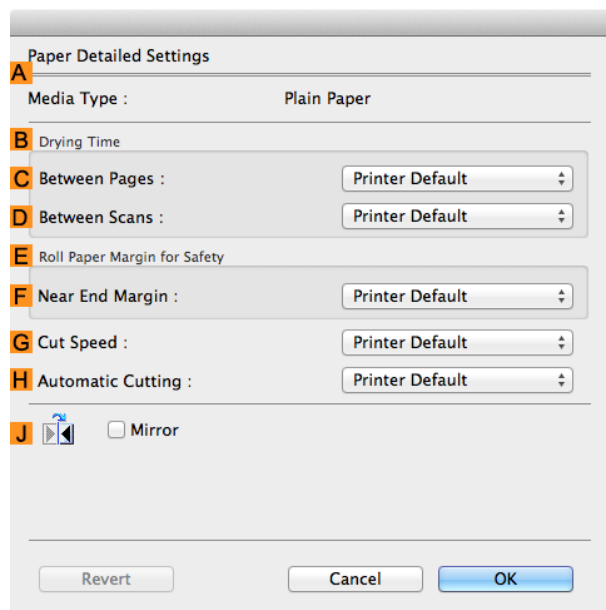 Paper Detailed Settings
A
Media Type : Plain Paper
B Drying Time
C Between Pages : Printer Default
D Between Scans : Printer Default
E Roll Paper Margin for Safety
F Near End Margin : Printer Default
G Cut Speed : Printer Default
H Automatic Cutting : Printer Default
J Mirror
Revert Cancel OK